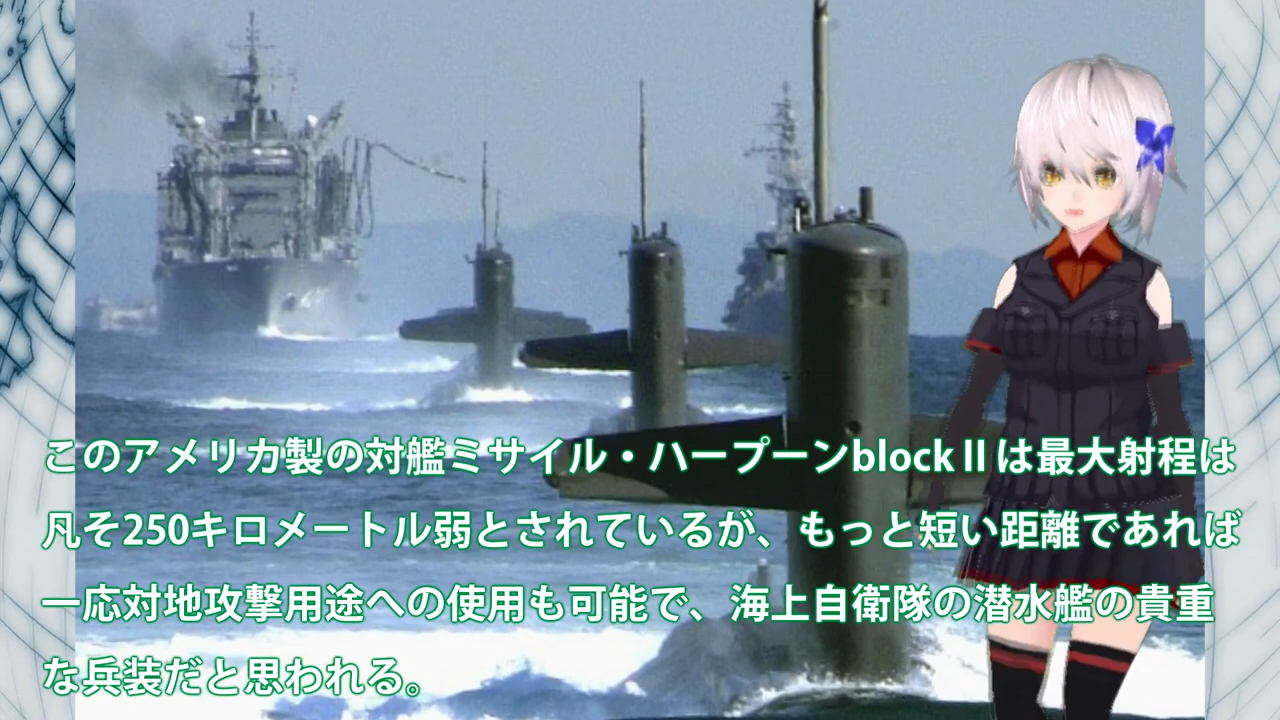 このアメリカ製の対艦ミサイル・ハープーンblockⅡは最大射程は
凡そ250キロメートル弱とされているが、もっと短い距離であれば
一応対地攻撃用途への使用も可能で、海上自衛隊の潜水艦の貴重
な兵装だと思われる。